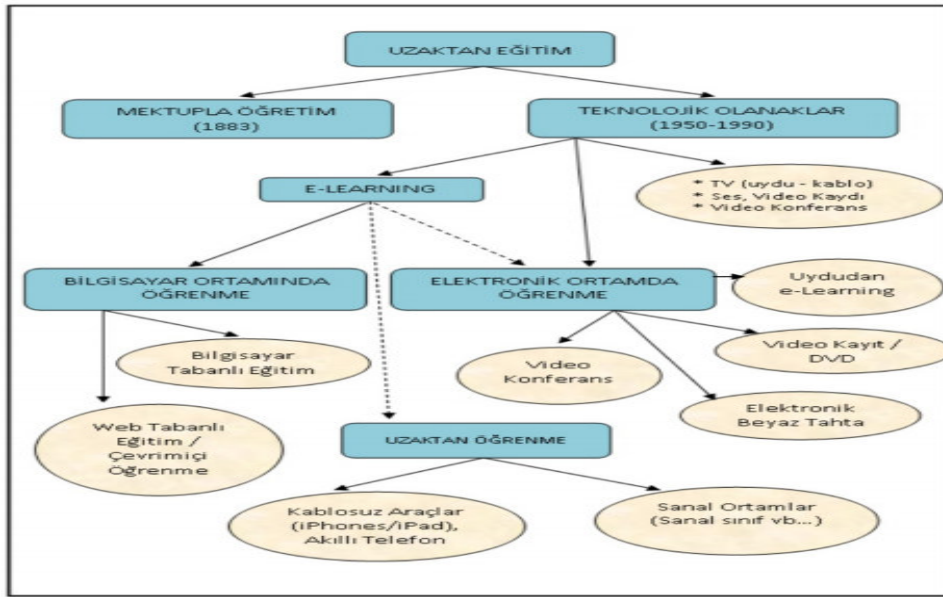 UZAKTAN EĞİTİM
MEKTUPLA ÖĞRETİM
(1883)
TEKNOLOJİK OLANAKLAR
(1950-1990)
E-LEARNING
* TV (uydu - kablo)
* Ses, Video Kaydı
* Video Konferans
BİLGİSAYAR ORTAMINDA
ÖĞRENME
ELEKTRONİK ORTAMDA
ÖĞRENME
Uydudan
e-Learning
Bilgisayar
Tabanlı Eğitim
Video
Konferans
Video Kayıt /
DVD
Elektronik
Beyaz Tahta
Web Tabanlı
Eğitim /
Çevrimiçi
Öğrenme
UZAKTAN ÖĞRENME
Kablosuz Araçlar
(iPhones/iPad),
Akıllı Telefon
Sanal Ortamlar
(Sanal sınıf vb...)